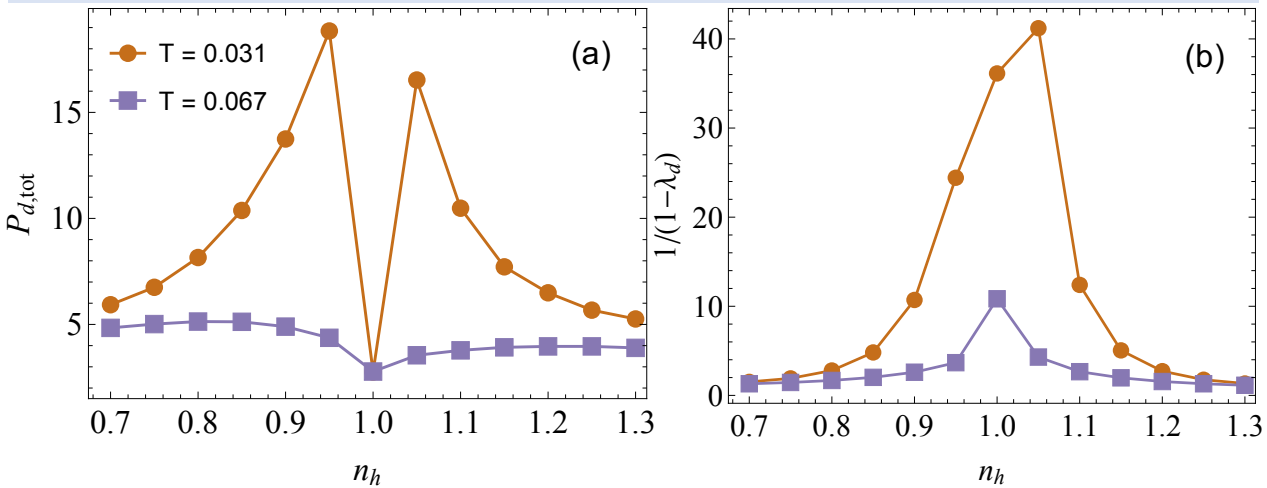 (a)
T = 0.031
T = 0.067
P_{d,tot}
15
10
5
0.7 0.8 0.9 1.0 1.1 1.2 1.3
n_h
(b)
1/(1−λ_d)
40
30
20
10
0
0.7 0.8 0.9 1.0 1.1 1.2 1.3
n_h